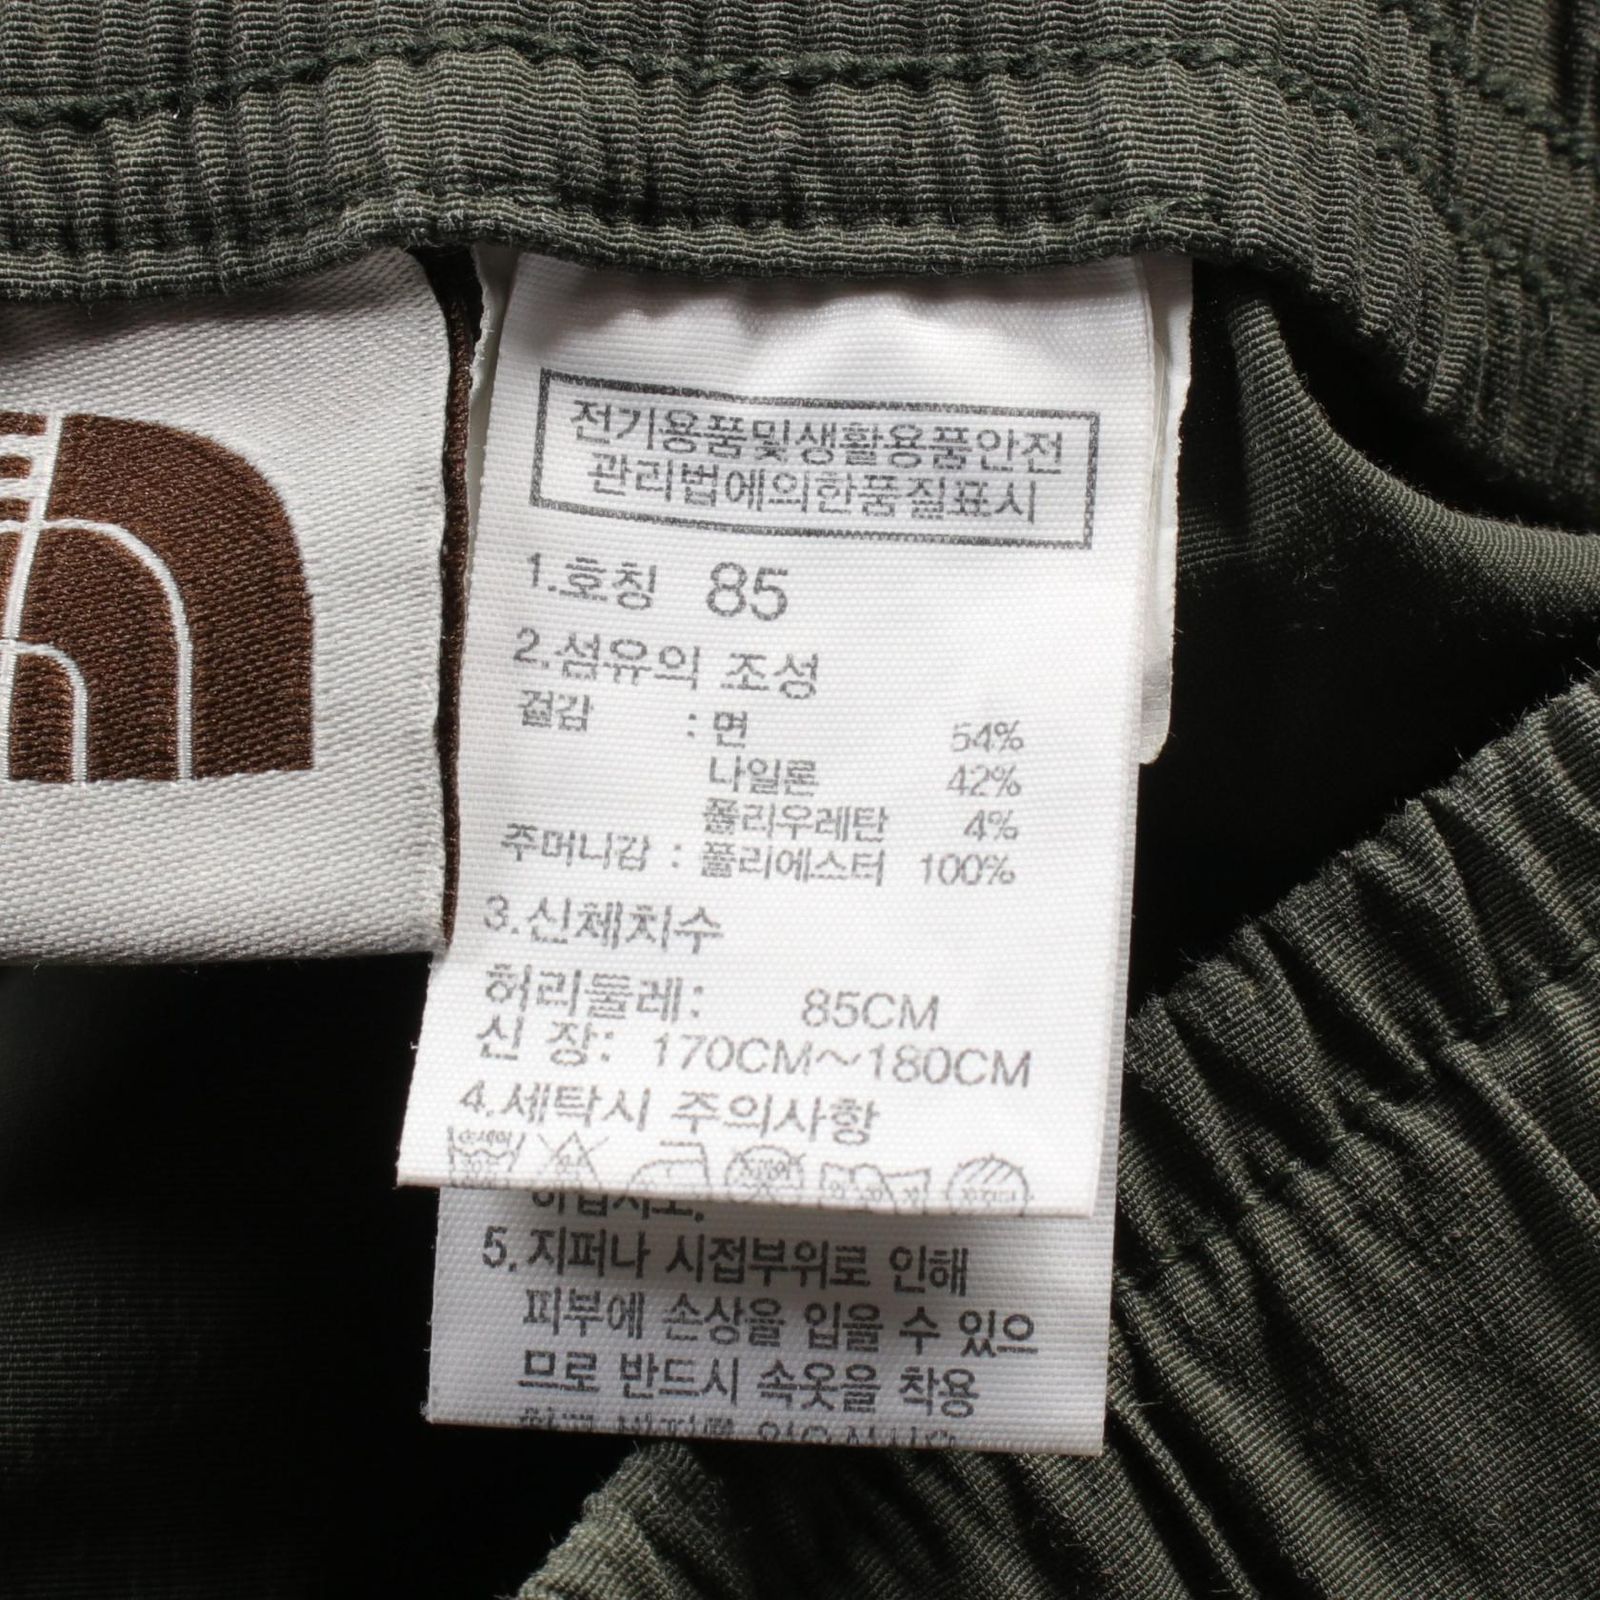 전기용품및생활용품안전
관리법에의한품질표시
1.호칭 85
2.섬유의 조성
겉감 : 면 54%
나일론 42%
폴리우레탄 4%
주머니감 : 폴리에스터 100%
3.신체치수
허리둘레: 85CM
신 장: 170CM~180CM
4.세탁시 주의사항
하십시오.
5.지퍼나 시접부위로 인해
피부에 손상을 입을 수 있으
므로 반드시 속옷을 착용